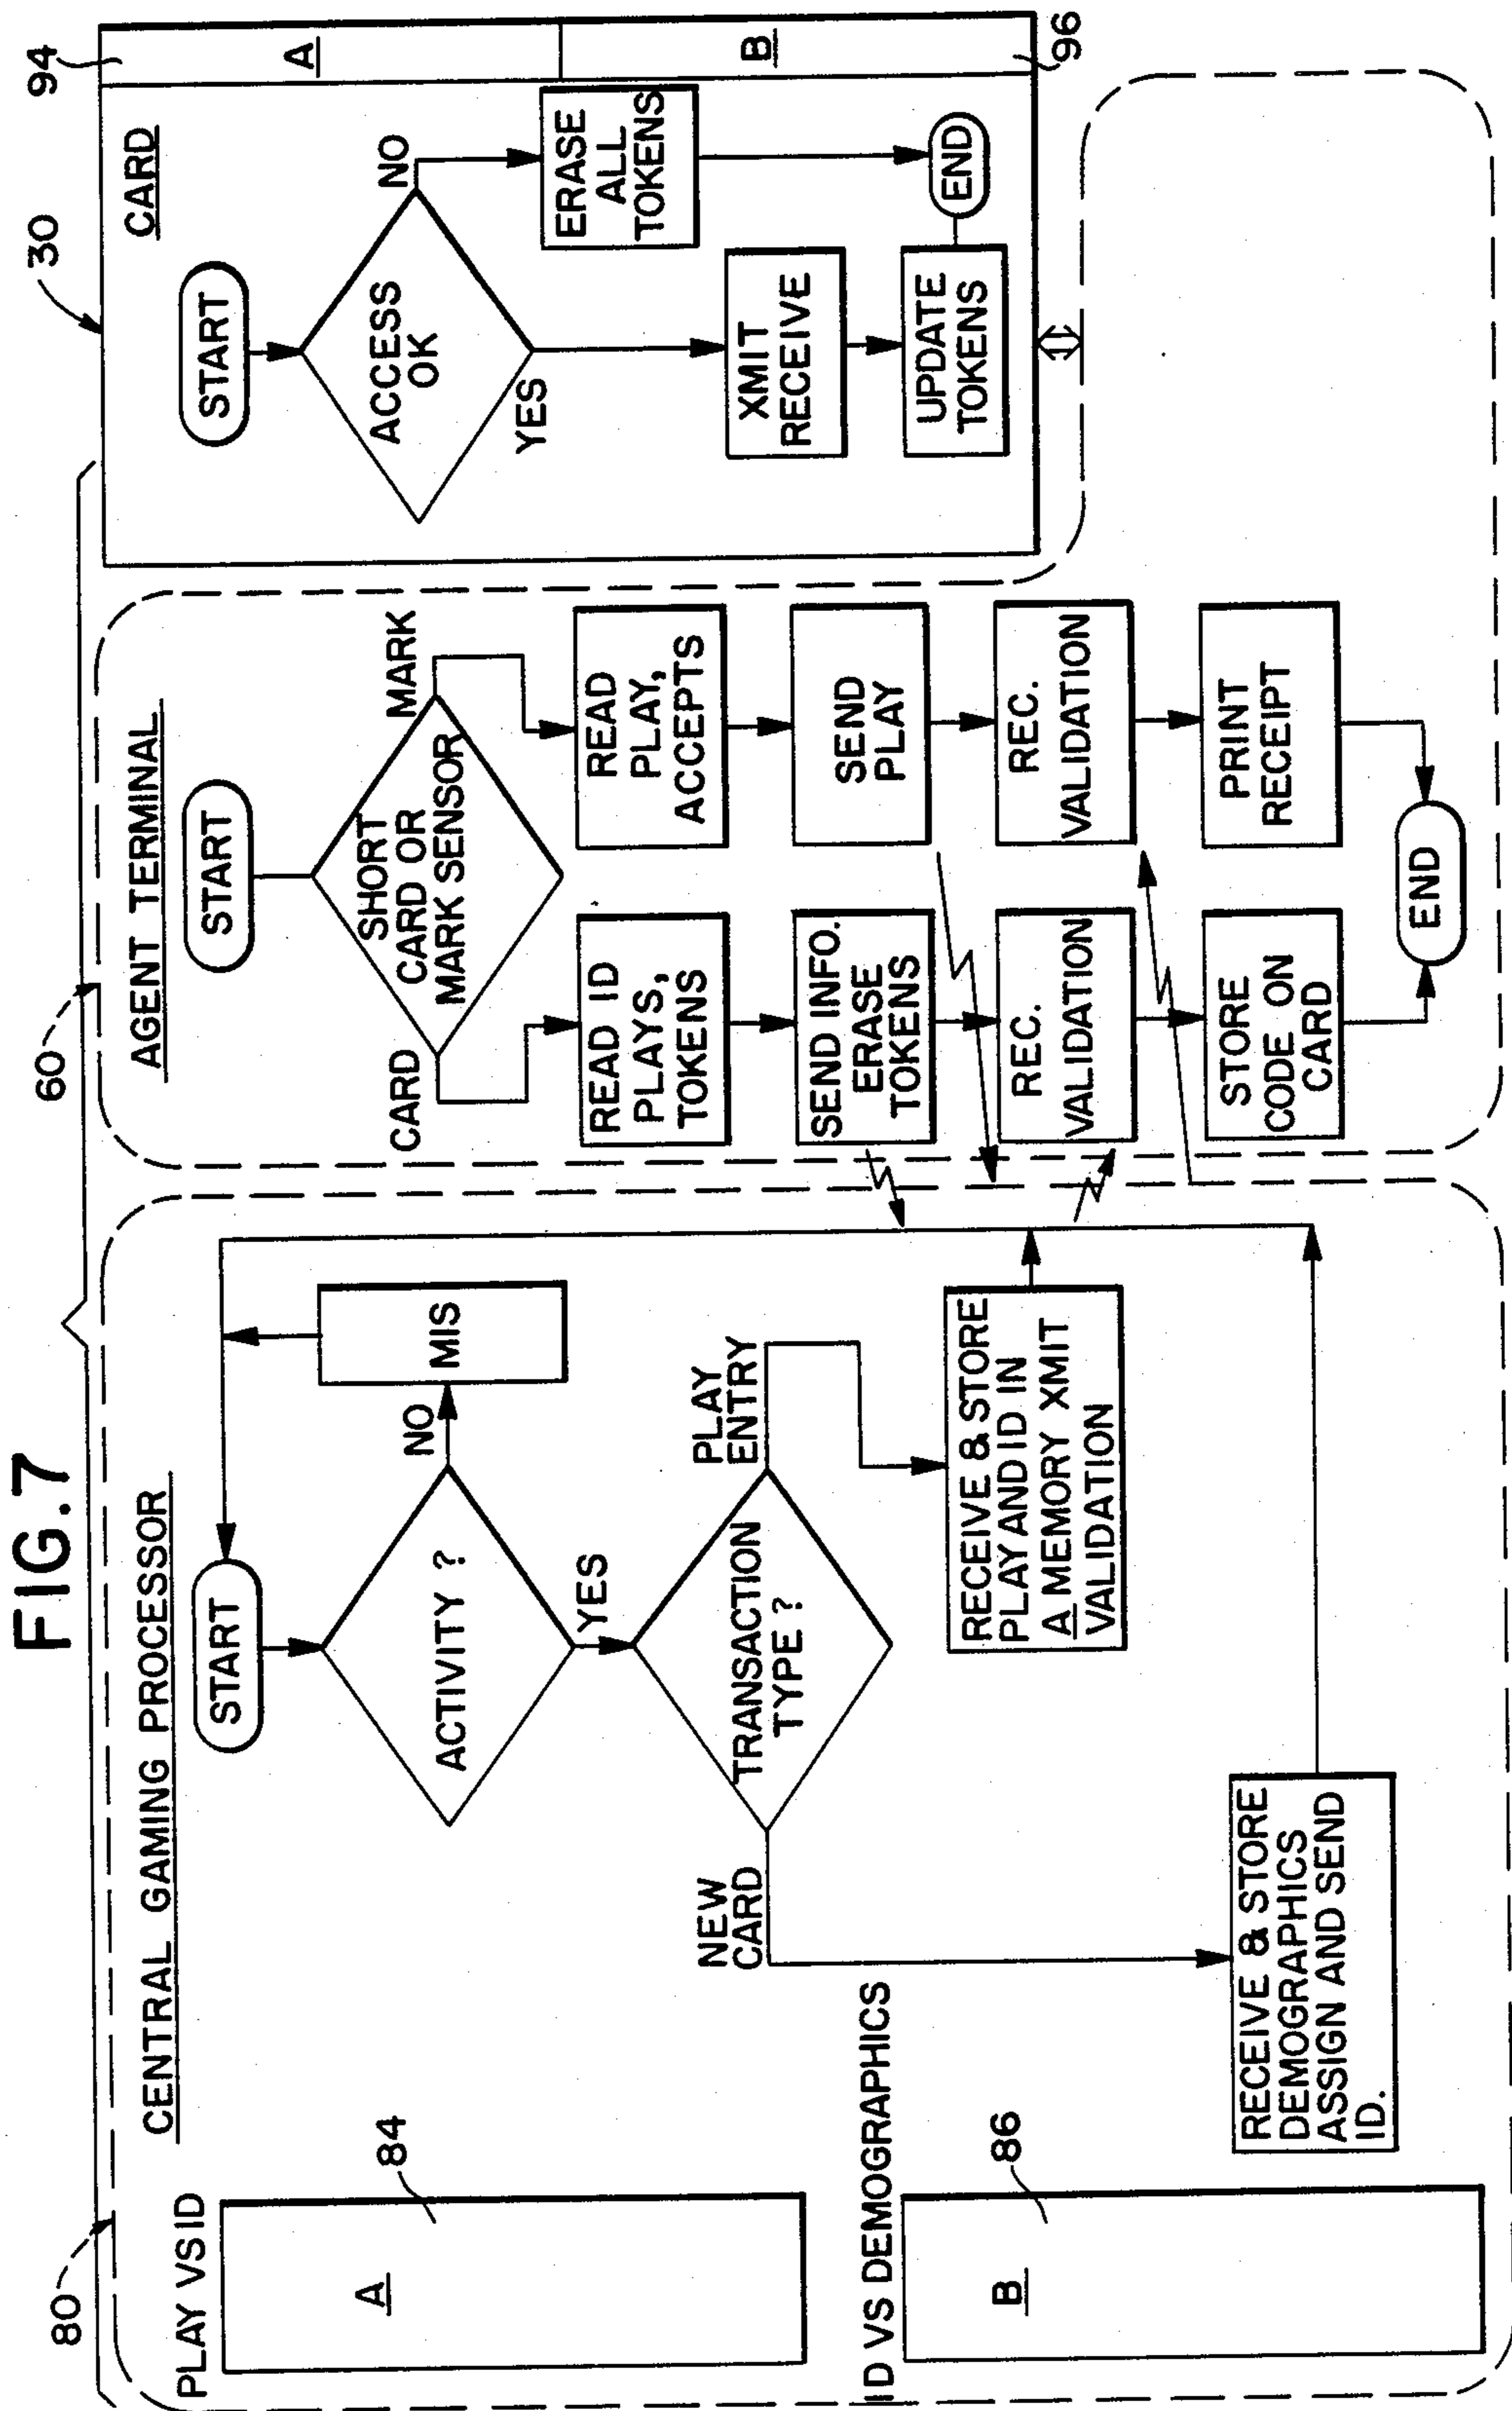 FIG.7
80
CENTRAL GAMING PROCESSOR
PLAY VS ID
A
84
ID VS DEMOGRAPHICS
B
86
START
ACTIVITY ?
NO
MIS
YES
TRANSACTION
TYPE ?
NEW
CARD
PLAY
ENTRY
RECEIVE & STORE
PLAY AND ID IN
A MEMORY XMIT
VALIDATION
RECEIVE & STORE
DEMOGRAPHICS
ASSIGN AND SEND
ID.
60
AGENT TERMINAL
START
SHORT
CARD OR
MARK SENSOR
CARD
MARK
READ ID
PLAYS,
TOKENS
SEND INFO.
ERASE
TOKENS
REC.
VALIDATION
STORE
CODE ON
CARD
READ
PLAY,
ACCEPTS
SEND
PLAY
REC.
VALIDATION
PRINT
RECEIPT
END
30
CARD
START
ACCESS
OK
NO
YES
ERASE
ALL
TOKENS
XMIT
RECEIVE
UPDATE
TOKENS
END
94
A
B
96